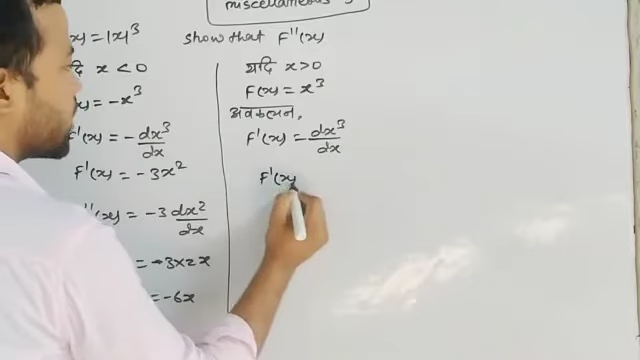 miscellaneous
x) = |x|³ show that F''(x)
यदि x < 0
x) = -x³
F'(x) = - dx³/dx
F'(x) = -3x²
''(x) = -3 dx²/dx
= -3×2x
= -6x
यदि x>0
F(x) = x³
अवकलन,
F'(x) = dx³/dx
F'(x)